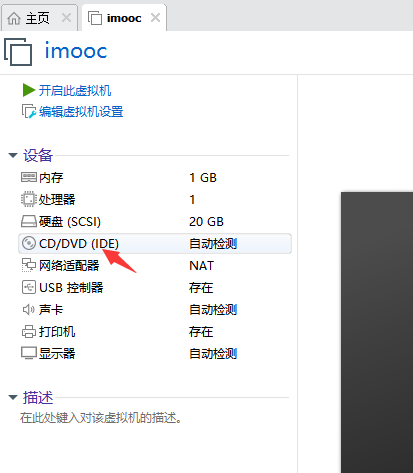 主页
imooc
imooc
开启此虚拟机
编辑虚拟机设置
设备
内存 1 GB
处理器 1
硬盘 (SCSI) 20 GB
CD/DVD (IDE) 自动检测
网络适配器 NAT
USB 控制器 存在
声卡 自动检测
打印机 存在
显示器 自动检测
描述
在此处键入对该虚拟机的描述。